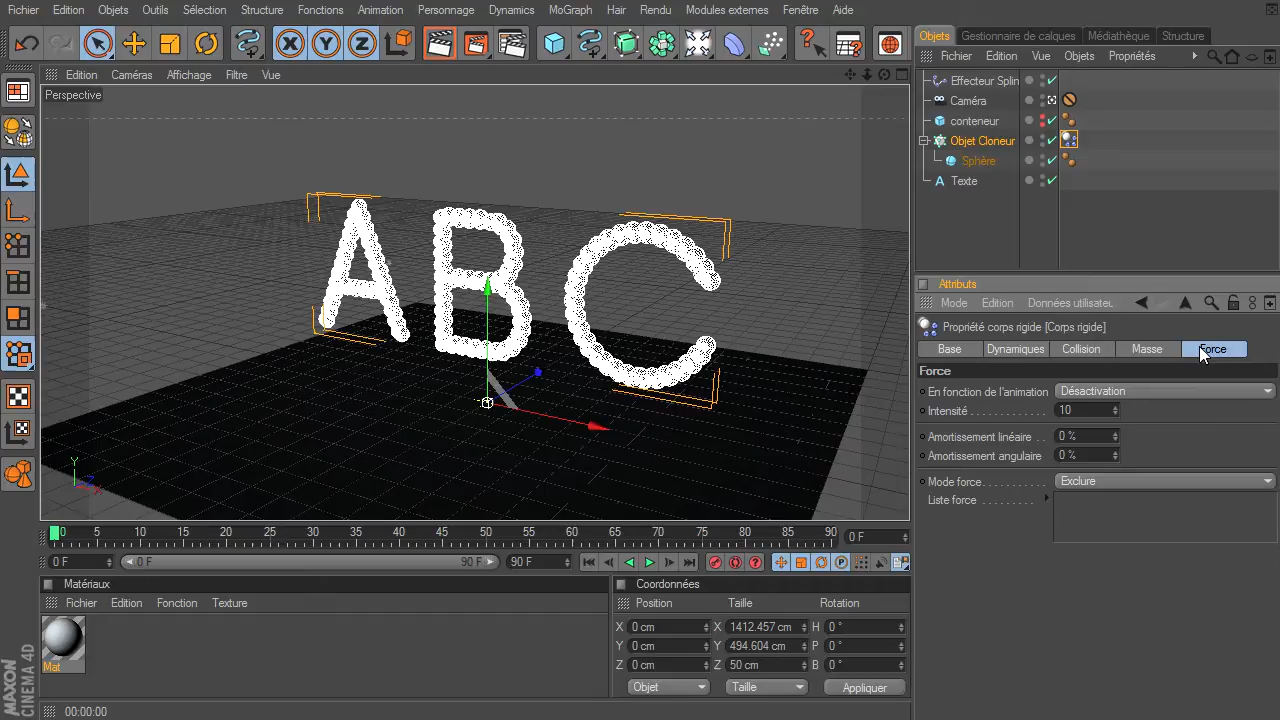 Fichier Edition Objets Outils Sélection Structure Fonctions Animation Personnage Dynamics MoGraph Hair Rendu Modules externes Fenêtre Aide
Edition Caméras Affichage Filtre Vue
Perspective
A B C
Y Z X
0 5 10 15 20 25 30 35 40 45 50 55 60 65 70 75 80 85 90 0 F
0 F 0 F 90 F 90 F
Matériaux
Fichier Edition Fonction Texture
Mat
Coordonnées
Position Taille Rotation
X 0 cm X 1412.457 cm H 0 °
Y 0 cm Y 494.604 cm P 0 °
Z 0 cm Z 50 cm B 0 °
Objet Taille Appliquer
MAXON
CINEMA 4D
00:00:00
Objets Gestionnaire de calques Médiathèque Structure
Fichier Edition Vue Objets Propriétés
Effecteur Splin
Caméra
conteneur
Objet Cloneur
Sphère
Texte
Attributs
Mode Edition Données utilisateu
Propriété corps rigide [Corps rigide]
Base Dynamiques Collision Masse Force
Force
En fonction de l'animation Désactivation
Intensité 10
Amortissement linéaire 0 %
Amortissement angulaire 0 %
Mode force Exclure
Liste force